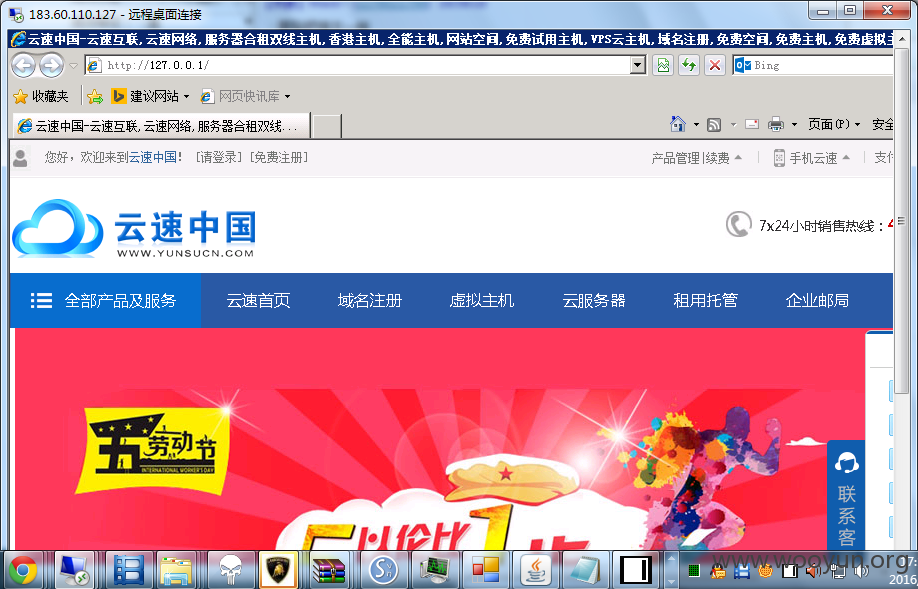 183.60.110.127 - 远程桌面连接
云速中国-云速互联,云速网络,服务器合租双线主机,香港主机,全能主机,网站空间,免费试用主机,VPS云主机,域名注册,免费空间,免费主机,免费虚拟主
http://127.0.0.1/
Bing
收藏夹 建议网站 网页快讯库
云速中国-云速互联,云速网络,服务器合租双线...
页面(P) 安全
您好，欢迎来到云速中国！ [请登录] [免费注册] 产品管理|续费 手机云速 支付
云速中国
WWW.YUNSUCN.COM
7x24小时销售热线：4
全部产品及服务 云速首页 域名注册 虚拟主机 云服务器 租用托管 企业邮局
五 劳动节
INTERNATIONAL WORKER'S DAY
5以伦比1
联系客
www.wooyun.org
07:
2016